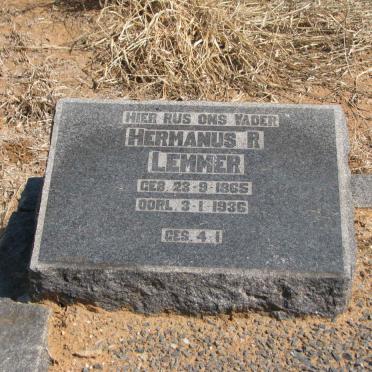 HIER RUS ONS VADER
HERMANUS R
LEMMER
GEB. 23-9-1865
OORL. 3-1-1936
GES. 4.1